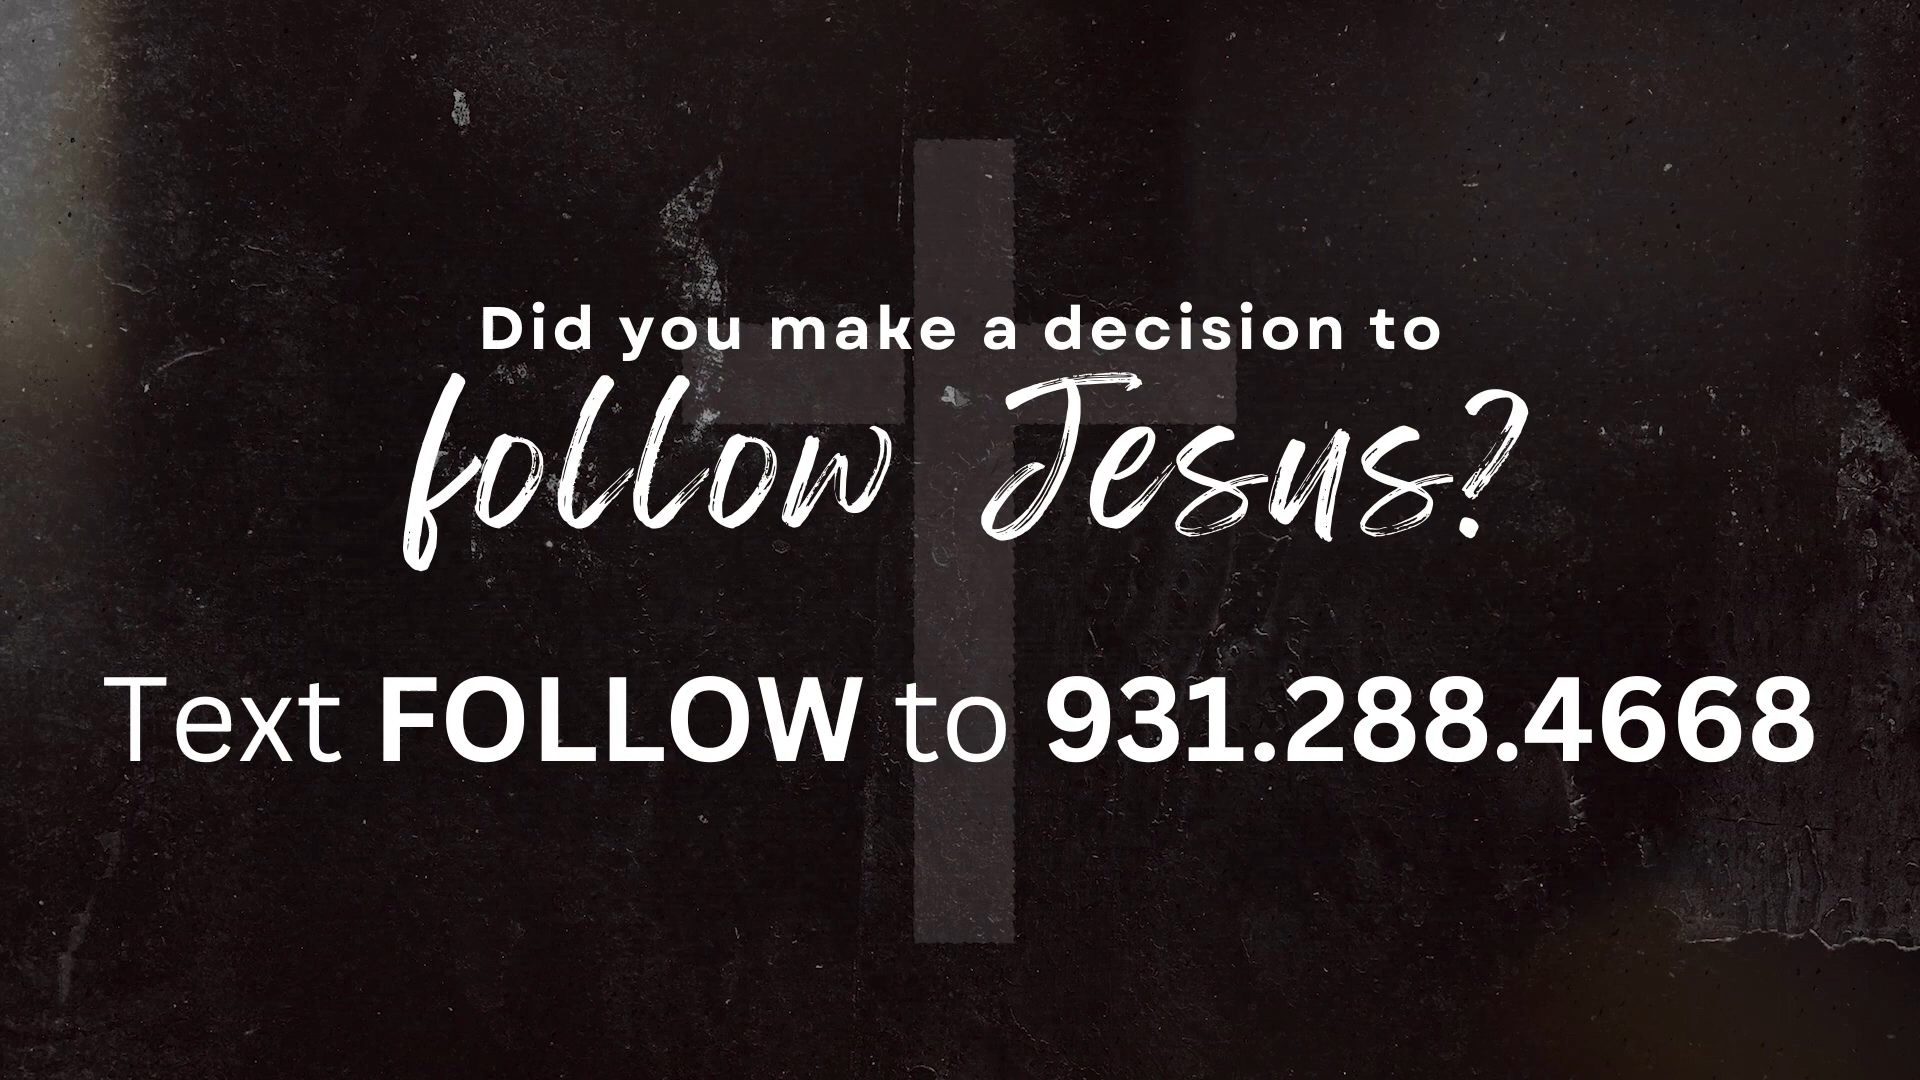 Did you make a decision to
follow Jesus?
Text FOLLOW to 931.288.4668